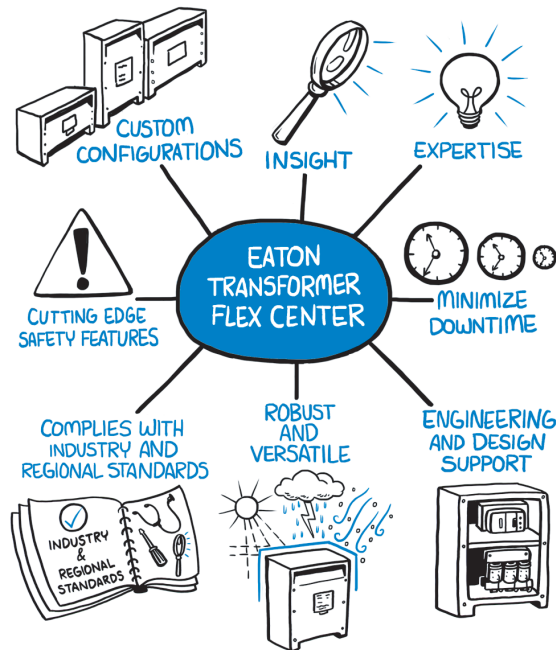 CUSTOM
CONFIGURATIONS
INSIGHT
EXPERTISE
EATON
TRANSFORMER
FLEX CENTER
CUTTING EDGE
SAFETY FEATURES
MINIMIZE
DOWNTIME
COMPLIES WITH
INDUSTRY AND
REGIONAL STANDARDS
ROBUST
AND
VERSATILE
ENGINEERING
AND DESIGN
SUPPORT
INDUSTRY
&
REGIONAL
STANDARDS